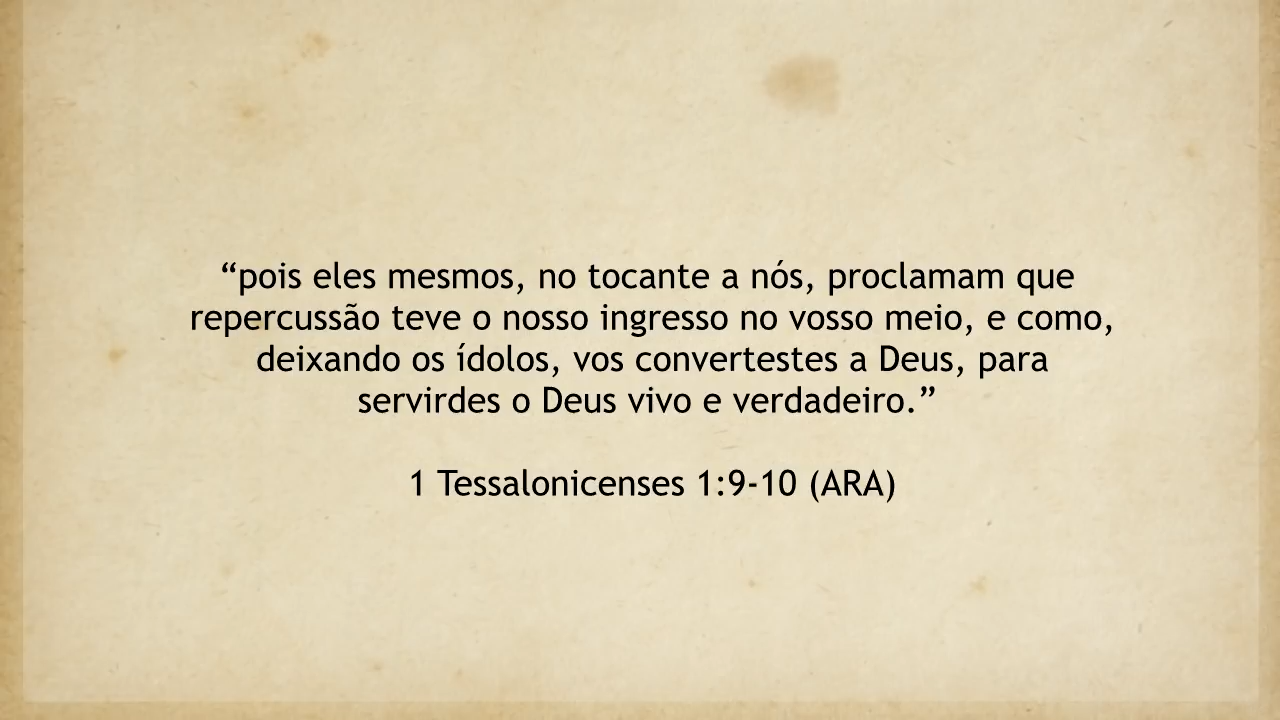 “pois eles mesmos, no tocante a nós, proclamam que
repercussão teve o nosso ingresso no vosso meio, e como,
deixando os ídolos, vos convertestes a Deus, para
servirdes o Deus vivo e verdadeiro.”
1 Tessalonicenses 1:9-10 (ARA)